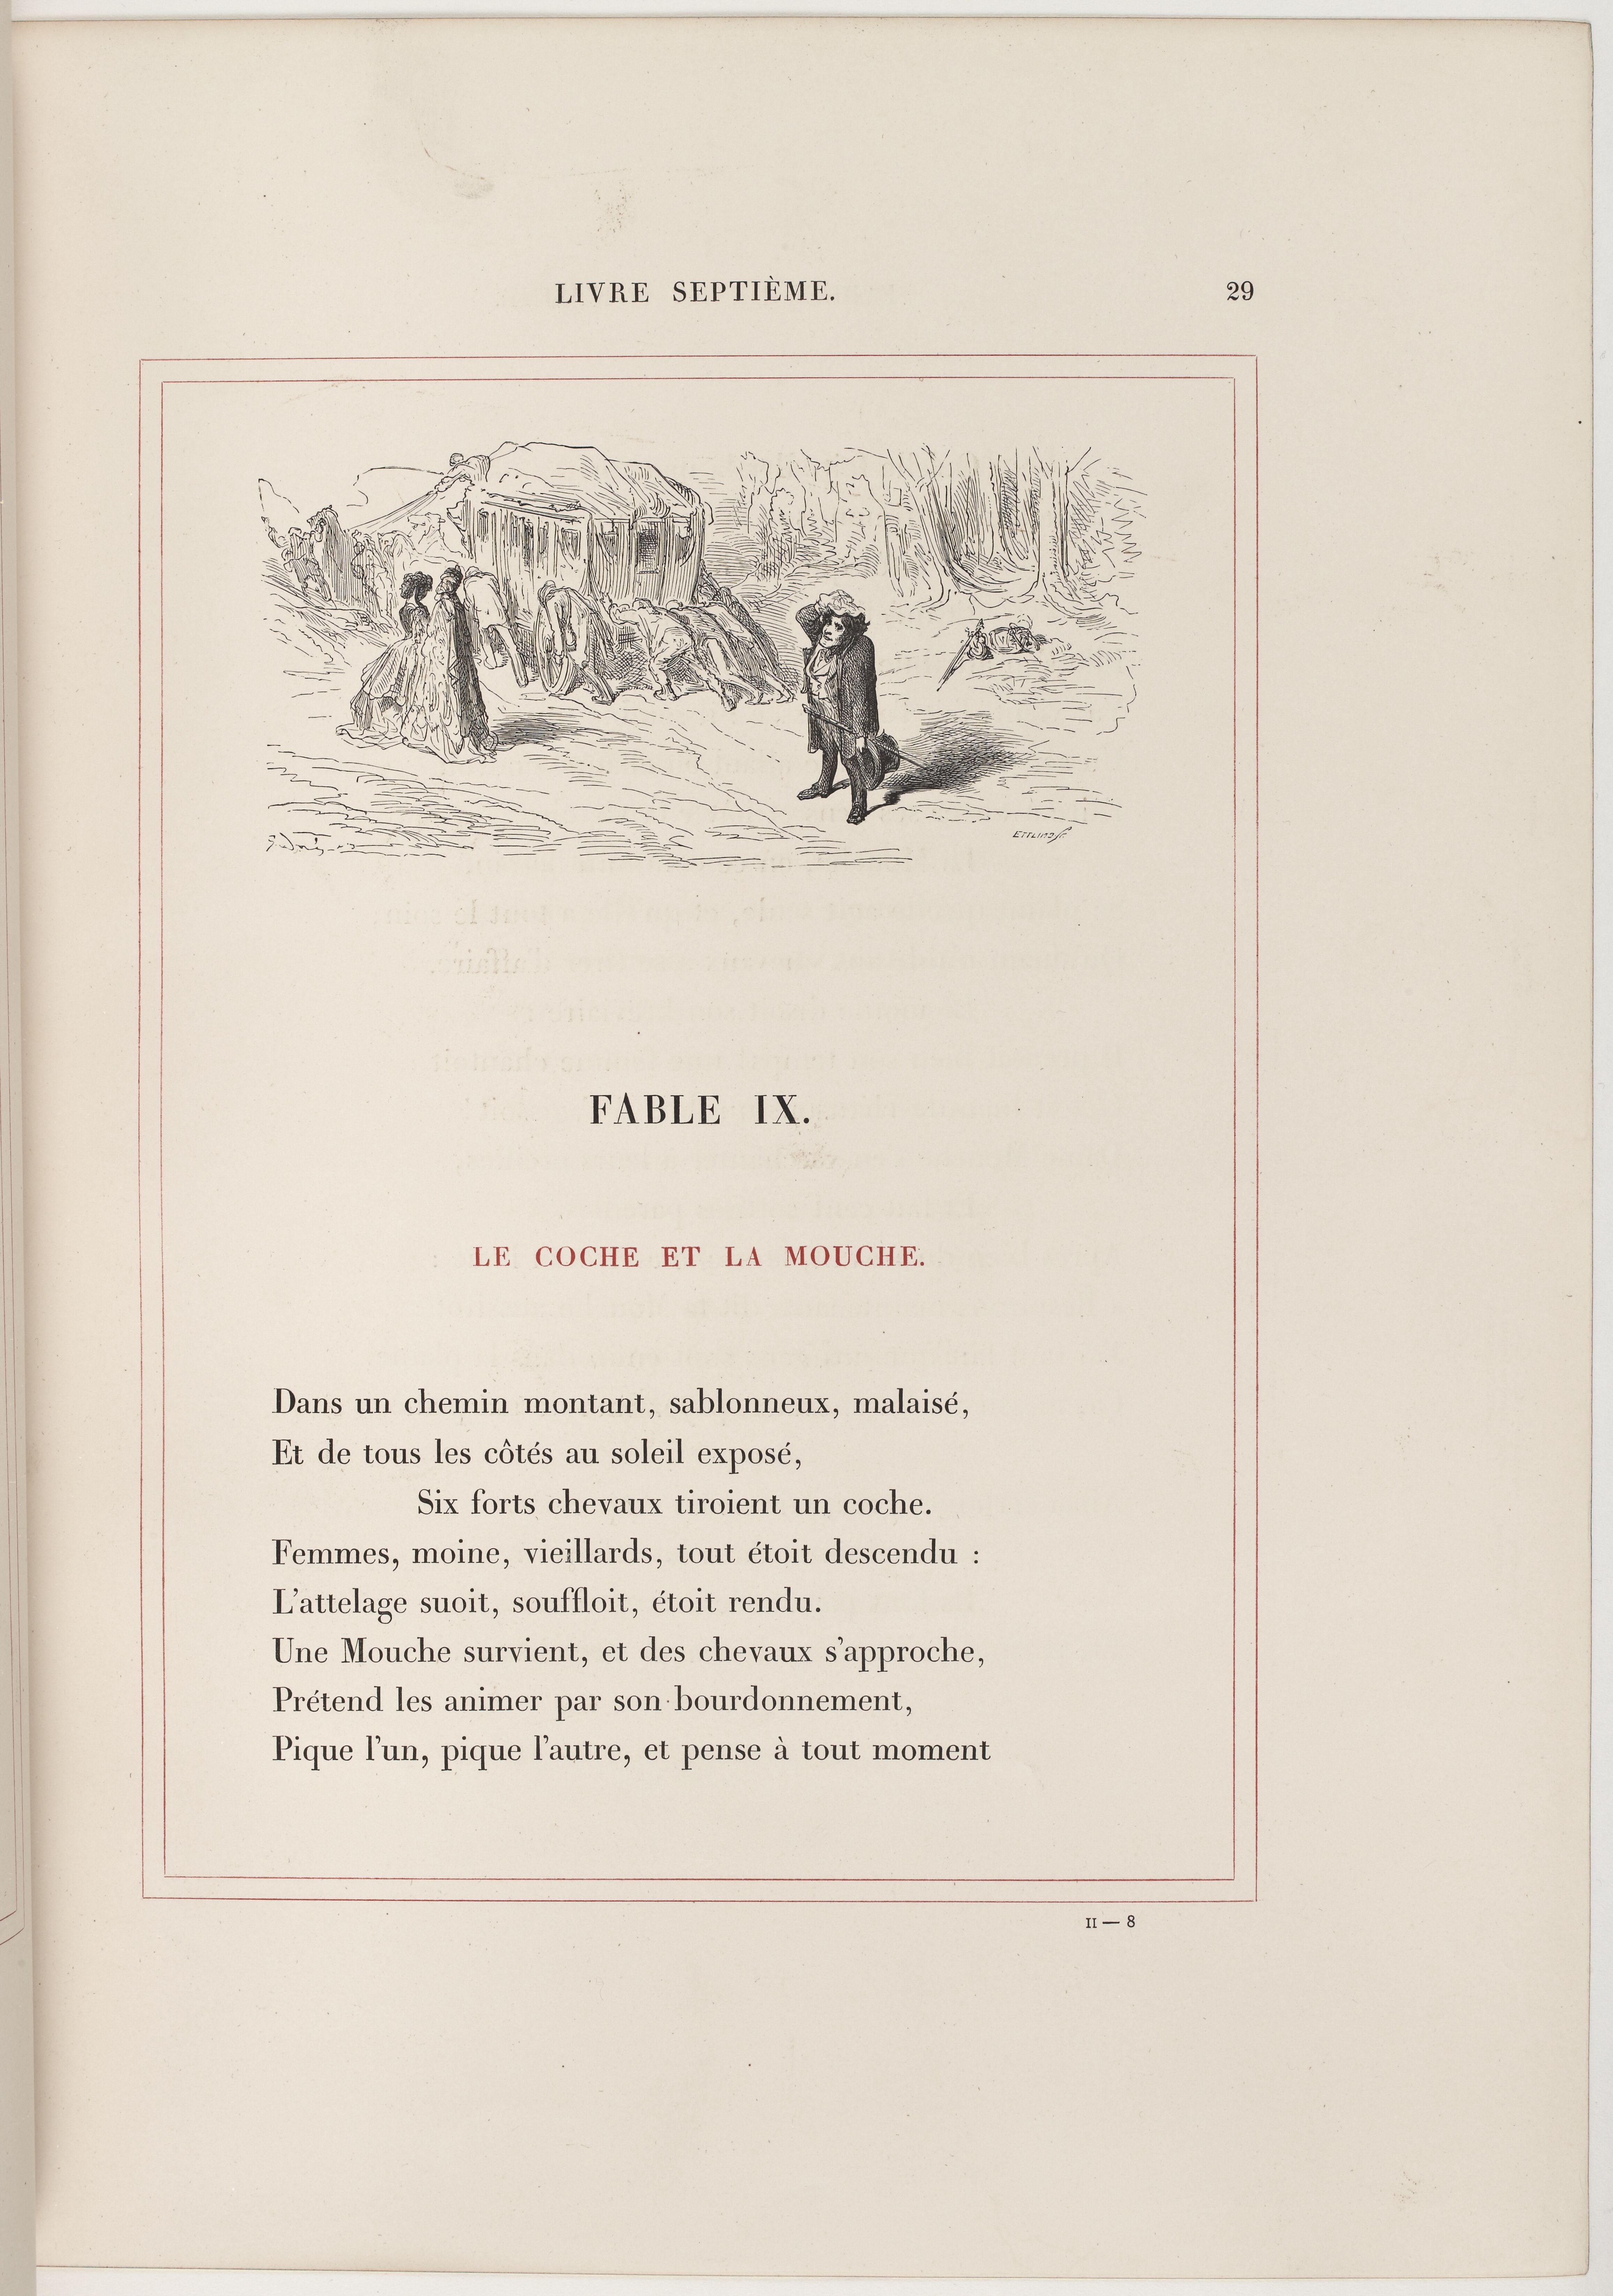 LIVRE SEPTIÈME. 29
G. Doré
FABLE IX.
LE COCHE ET LA MOUCHE.
Dans un chemin montant, sablonneux, malaisé,
Et de tous les côtés au soleil exposé,
Six forts chevaux tiroient un coche.
Femmes, moine, vieillards, tout étoit descendu :
L'attelage suoit, souffloit, étoit rendu.
Une Mouche survient, et des chevaux s'approche,
Prétend les animer par son bourdonnement,
Pique l'un, pique l'autre, et pense à tout moment
II — 8